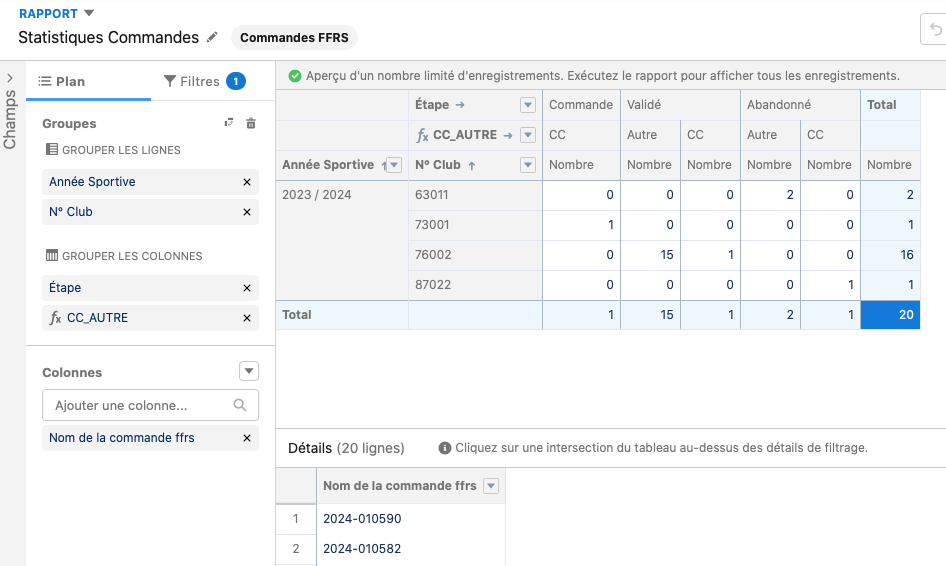 RAPPORT
Statistiques Commandes
Commandes FFRS
Champs
Plan
Filtres 1
Groupes
GROUPER LES LIGNES
Année Sportive
N° Club
GROUPER LES COLONNES
Étape
fx CC_AUTRE
Colonnes
Ajouter une colonne...
Nom de la commande ffrs
Aperçu d'un nombre limité d'enregistrements. Exécutez le rapport pour afficher tous les enregistrements.
Étape → Commande Validé Abandonné Total
fx CC_AUTRE → CC Autre CC Autre CC
Année Sportive ↑ N° Club ↑ Nombre Nombre Nombre Nombre Nombre Nombre
2023 / 2024 63011 0 0 0 2 0 2
73001 1 0 0 0 0 1
76002 0 15 1 0 0 16
87022 0 0 0 0 1 1
Total 1 15 1 2 1 20
Détails (20 lignes)
Cliquez sur une intersection du tableau au-dessus des détails de filtrage.
Nom de la commande ffrs
1 2024-010590
2 2024-010582